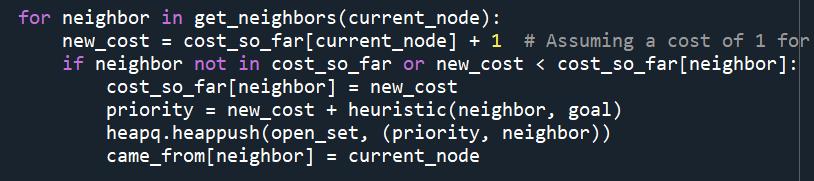 for neighbor in get_neighbors(current_node):
    new_cost = cost_so_far[current_node] + 1  # Assuming a cost of 1 for
    if neighbor not in cost_so_far or new_cost < cost_so_far[neighbor]:
        cost_so_far[neighbor] = new_cost
        priority = new_cost + heuristic(neighbor, goal)
        heapq.heappush(open_set, (priority, neighbor))
        came_from[neighbor] = current_node